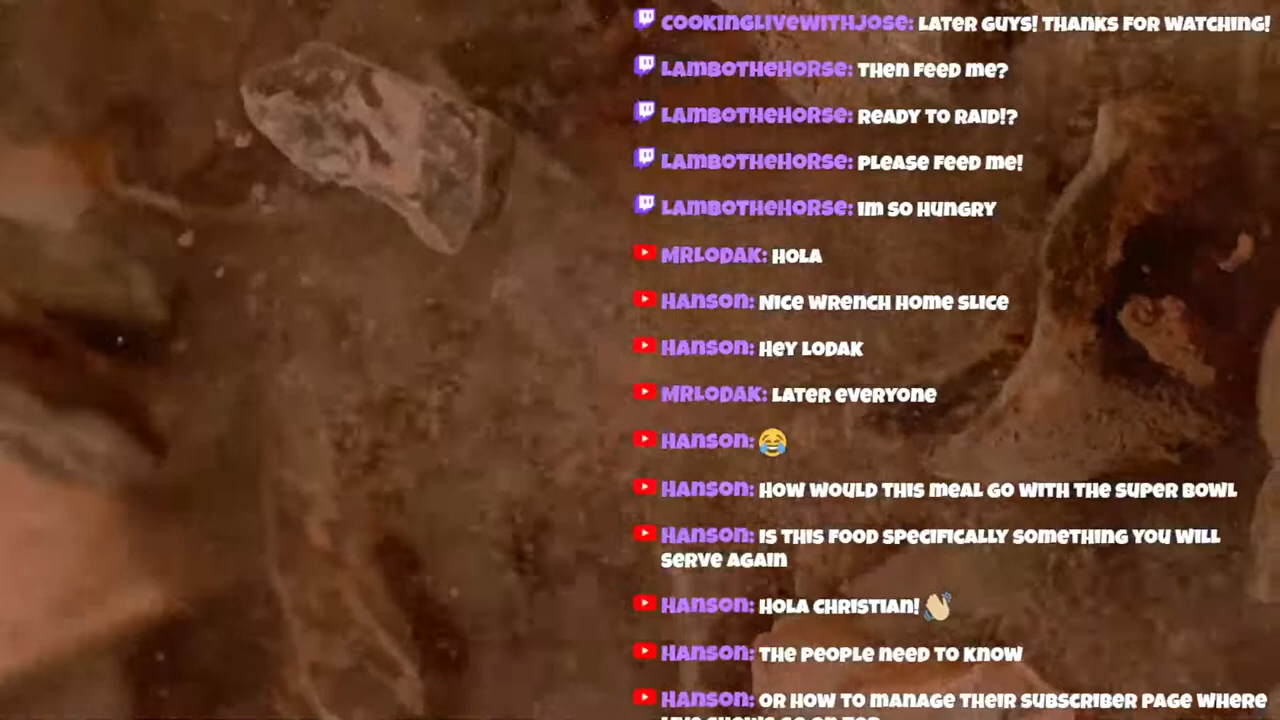 COOKINGLIVEWITHJOSE: LATER GUYS! THANKS FOR WATCHING!
LAMBOTHEHORSE: THEN FEED ME?
LAMBOTHEHORSE: READY TO RAID!?
LAMBOTHEHORSE: PLEASE FEED ME!
LAMBOTHEHORSE: IM SO HUNGRY
MRLODAK: HOLA
HANSON: NICE WRENCH HOME SLICE
HANSON: HEY LODAK
MRLODAK: LATER EVERYONE
HANSON: 😂
HANSON: HOW WOULD THIS MEAL GO WITH THE SUPER BOWL
HANSON: IS THIS FOOD SPECIFICALLY SOMETHING YOU WILL
SERVE AGAIN
HANSON: HOLA CHRISTIAN! 👋🏼
HANSON: THE PEOPLE NEED TO KNOW
HANSON: OR HOW TO MANAGE THEIR SUBSCRIBER PAGE WHERE